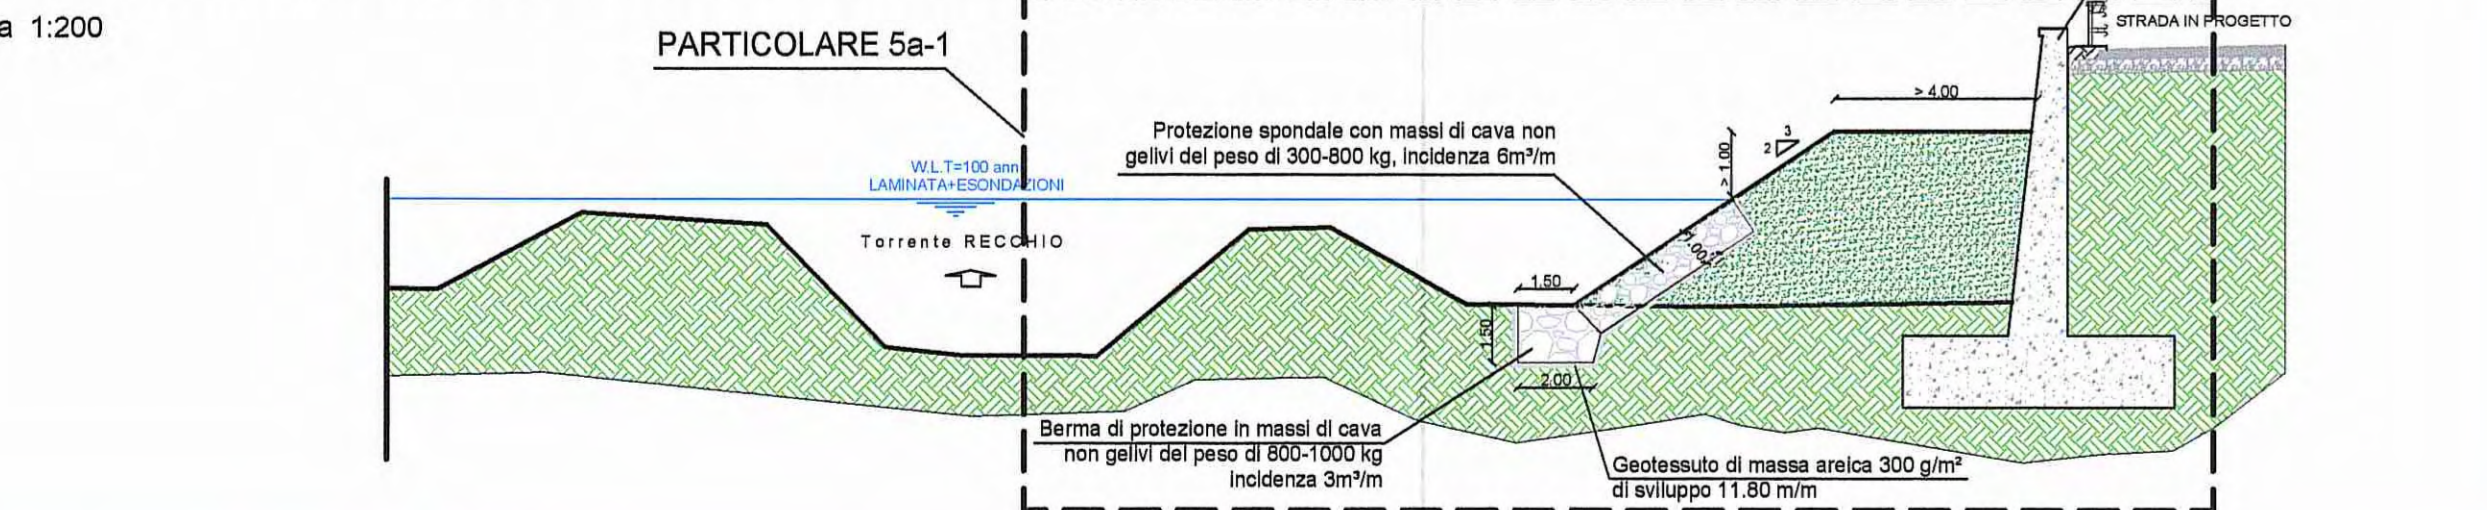 a 1:200
PARTICOLARE 5a-1
STRADA IN PROGETTO
> 4.00
Protezione spondale con massi di cava non
gelivi del peso di 300-800 kg, incidenza 6m³/m
3
2
> 1.00
W.L.T=100 anni
LAMINATA+ESONDAZIONI
Torrente RECCHIO
1.00
1.50
1.50
2.00
Berma di protezione in massi di cava
non gelivi del peso di 800-1000 kg
incidenza 3m³/m
Geotessuto di massa areica 300 g/m²
di sviluppo 11.80 m/m